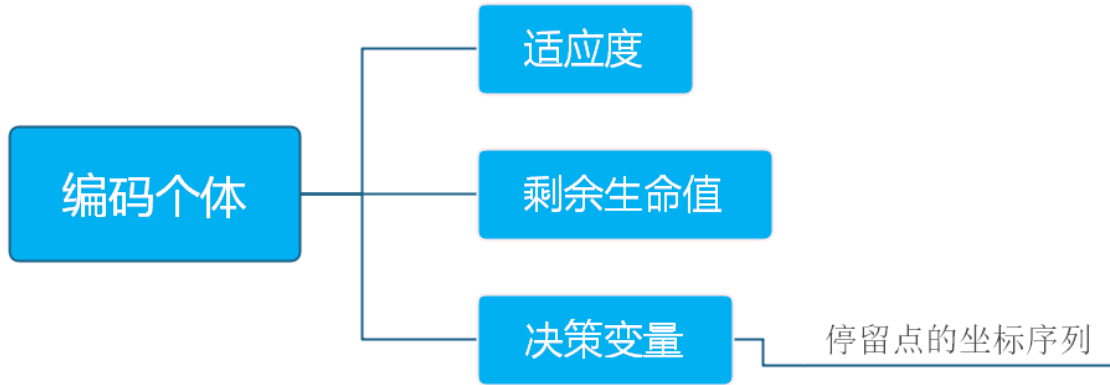 编码个体
适应度
剩余生命值
决策变量
停留点的坐标序列